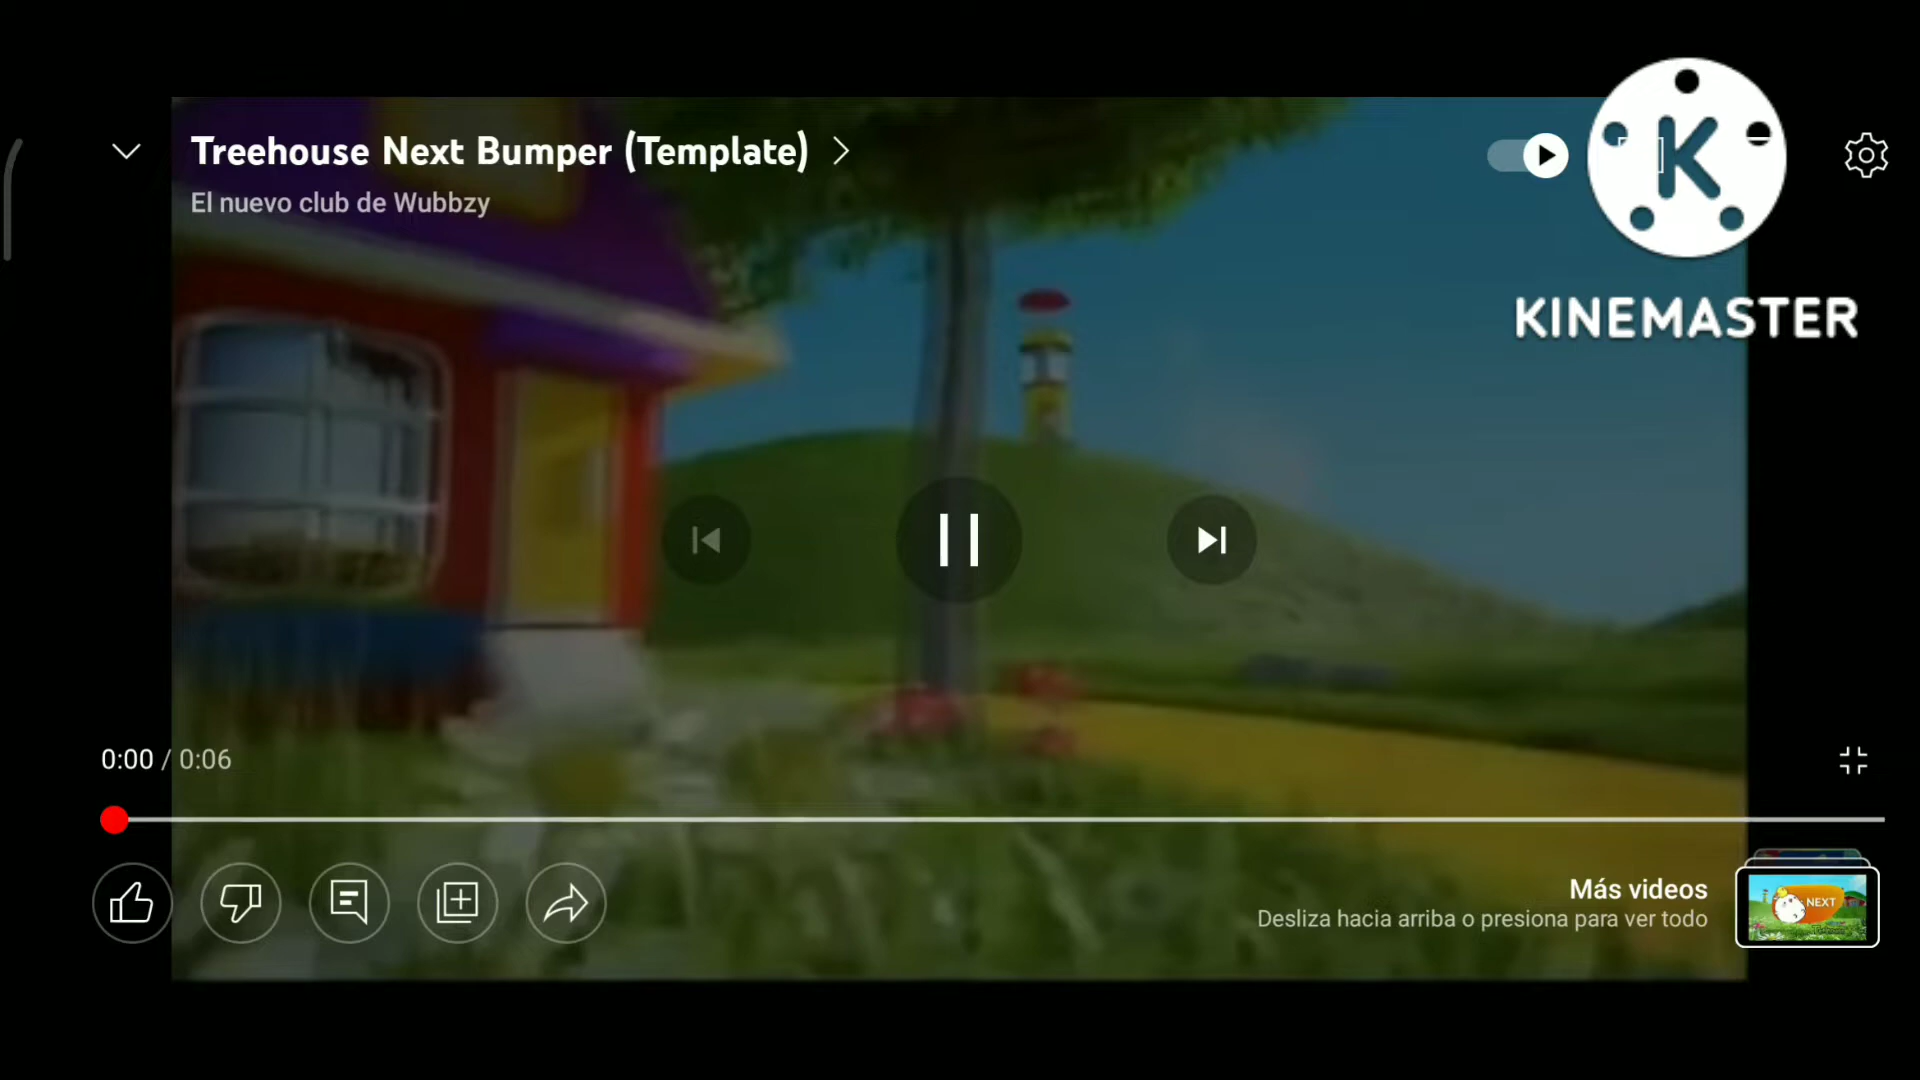 Treehouse Next Bumper (Template)
El nuevo club de Wubbzy
K
KINEMASTER
0:00 / 0:06
Más videos
Desliza hacia arriba o presiona para ver todo
NEXT